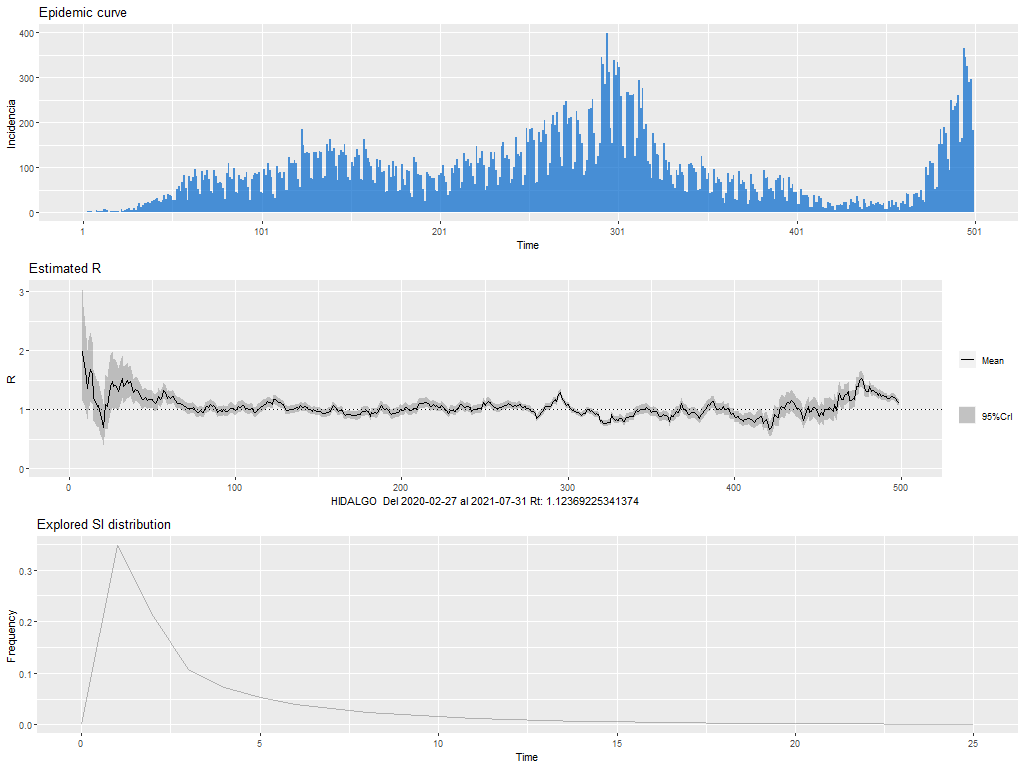 Epidemic curve
400
300
200
100
0
Incidencia
1
101
201
301
401
501
Time
Estimated R
3
2
1
0
R
Mean
95%CrI
0
100
200
300
400
500
HIDALGO Del 2020-02-27 al 2021-07-31 Rt: 1.12369225341374
Explored SI distribution
0.3
0.2
0.1
0.0
Frequency
0
5
10
15
20
25
Time